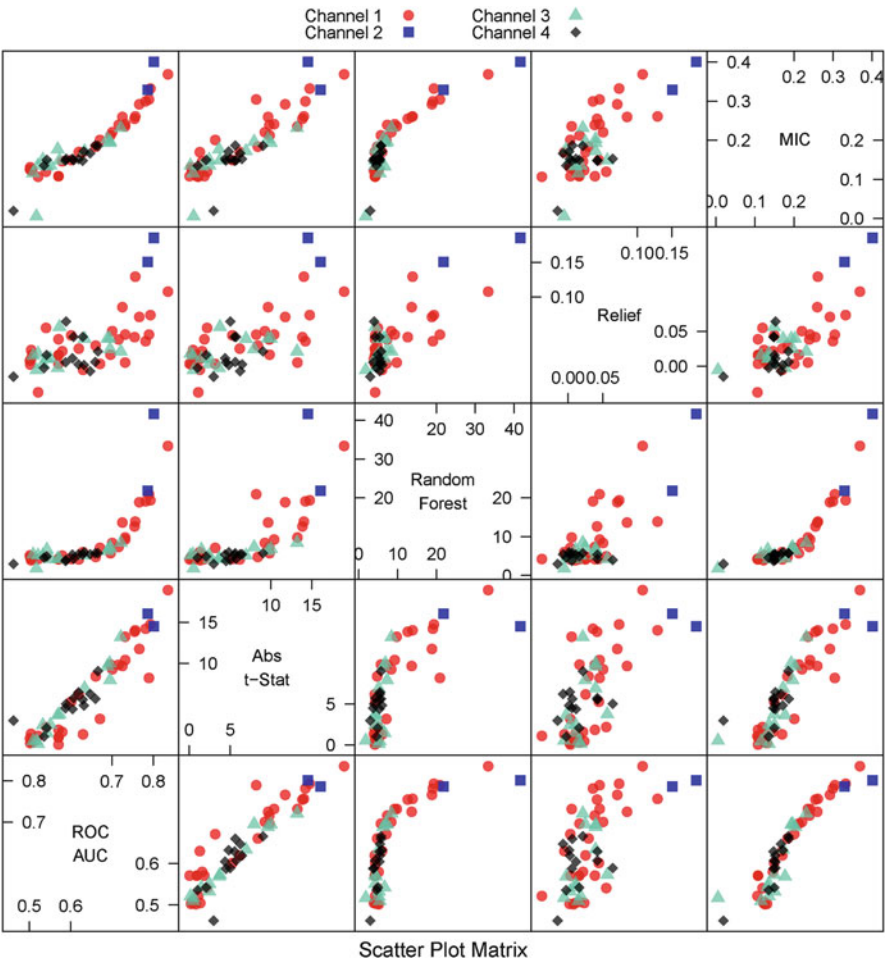 Channel 1 Channel 3
Channel 2 Channel 4
0.2 0.3 0.4
0.4
0.3
0.2
0.2
MIC
0.1
0.0 0.1 0.2
0.0
0.100.15
0.15
0.10
Relief
0.05
0.00
0.000.05
20 30 40
40
30
20
20
Random
Forest
10
0
0 10 20
0
10 15
15
10
Abs
t−Stat
5
0 5
0
0.7 0.8
0.8
0.7
ROC
AUC
0.6
0.5
0.5 0.6
Scatter Plot Matrix